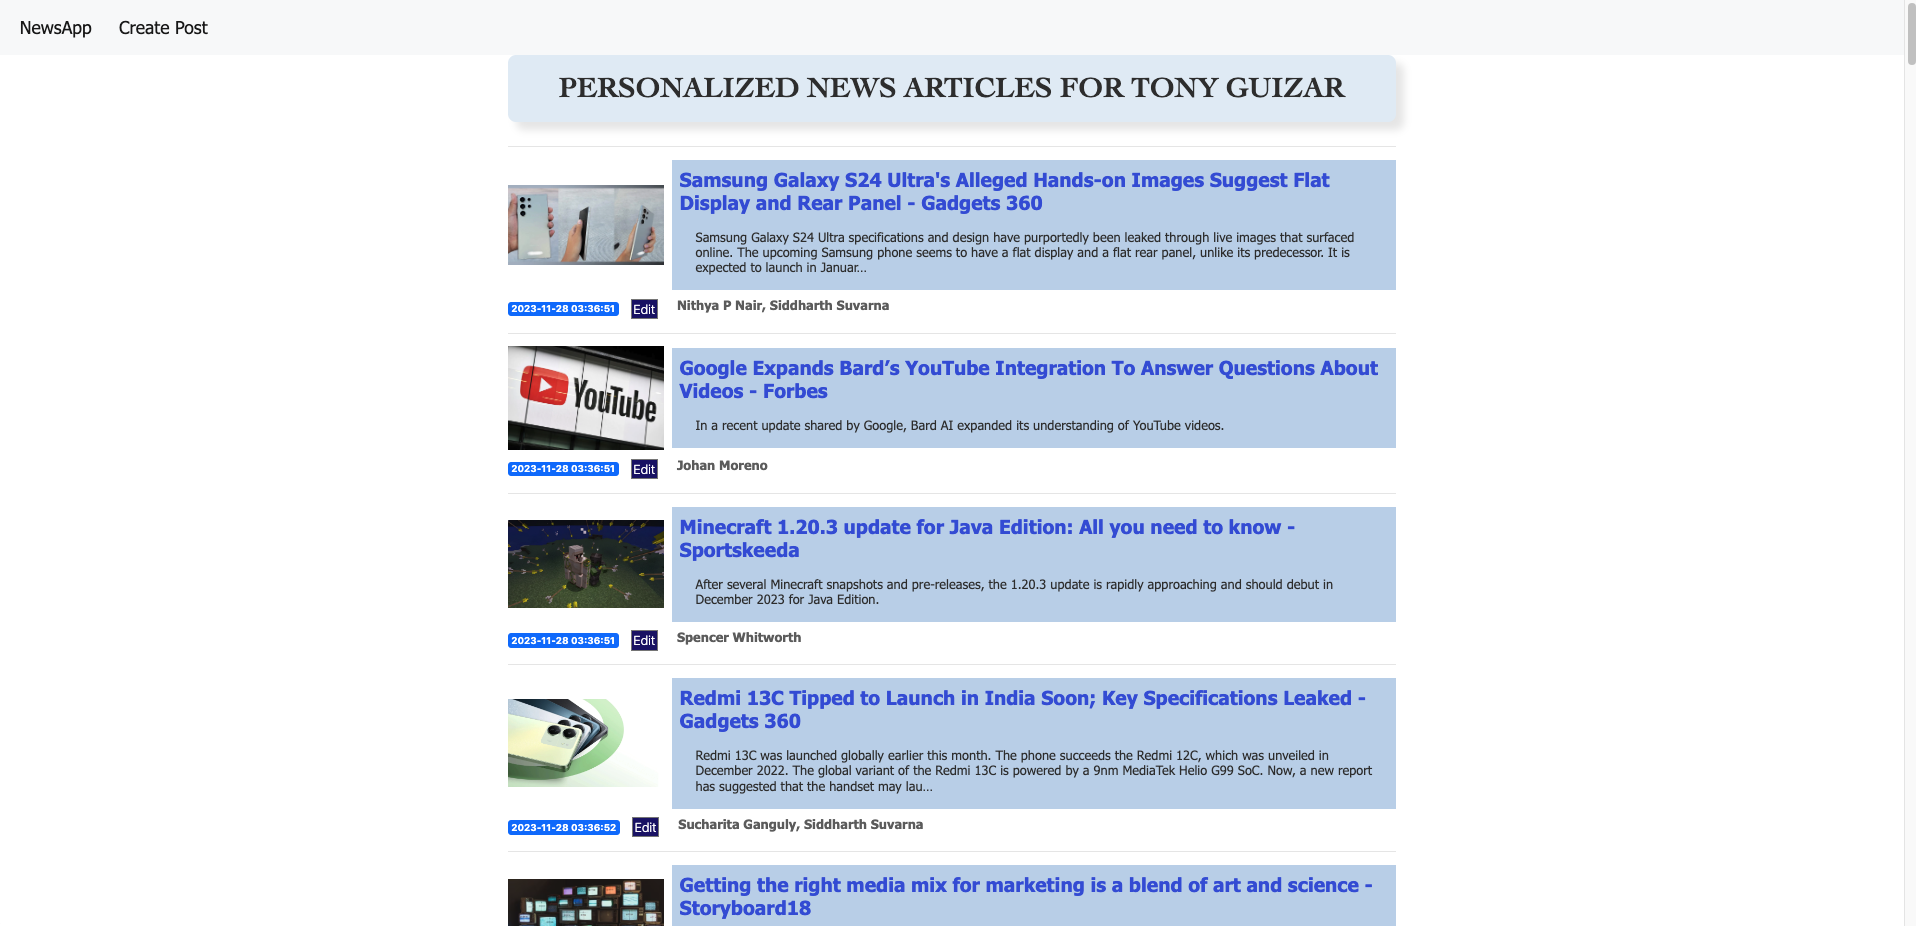 NewsApp Create Post
PERSONALIZED NEWS ARTICLES FOR TONY GUIZAR
Samsung Galaxy S24 Ultra's Alleged Hands-on Images Suggest Flat
Display and Rear Panel - Gadgets 360
Samsung Galaxy S24 Ultra specifications and design have purportedly been leaked through live images that surfaced
online. The upcoming Samsung phone seems to have a flat display and a flat rear panel, unlike its predecessor. It is
expected to launch in Januar…
2023-11-28 03:36:51 Edit Nithya P Nair, Siddharth Suvarna
YouTube
Google Expands Bard’s YouTube Integration To Answer Questions About
Videos - Forbes
In a recent update shared by Google, Bard AI expanded its understanding of YouTube videos.
2023-11-28 03:36:51 Edit Johan Moreno
Minecraft 1.20.3 update for Java Edition: All you need to know -
Sportskeeda
After several Minecraft snapshots and pre-releases, the 1.20.3 update is rapidly approaching and should debut in
December 2023 for Java Edition.
2023-11-28 03:36:51 Edit Spencer Whitworth
Redmi 13C Tipped to Launch in India Soon; Key Specifications Leaked -
Gadgets 360
Redmi 13C was launched globally earlier this month. The phone succeeds the Redmi 12C, which was unveiled in
December 2022. The global variant of the Redmi 13C is powered by a 9nm MediaTek Helio G99 SoC. Now, a new report
has suggested that the handset may lau…
2023-11-28 03:36:52 Edit Sucharita Ganguly, Siddharth Suvarna
Getting the right media mix for marketing is a blend of art and science -
Storyboard18